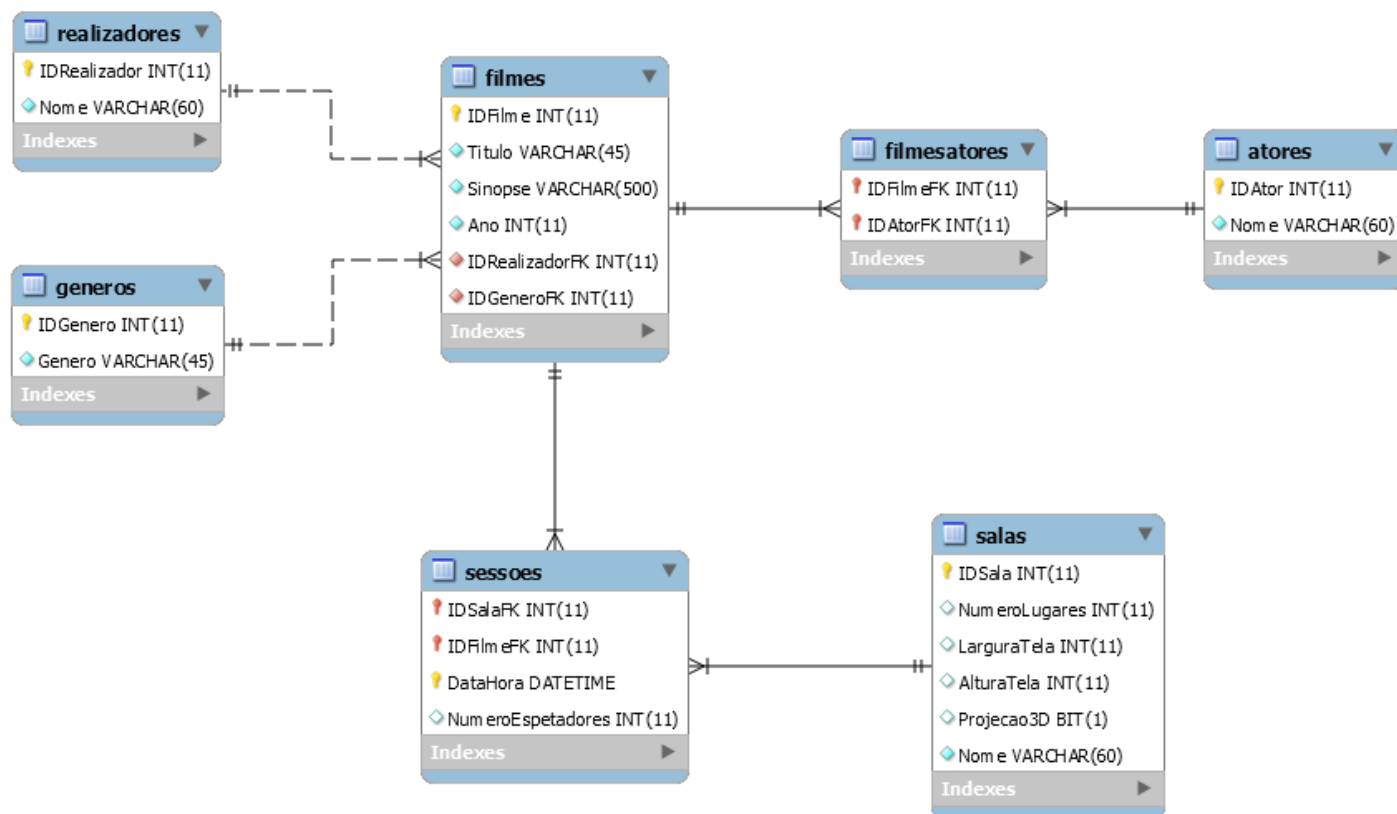 realizadores
IDRealizador INT(11)
Nome VARCHAR(60)
Indexes
generos
IDGenero INT(11)
Genero VARCHAR(45)
Indexes
filmes
IDFilme INT(11)
Titulo VARCHAR(45)
Sinopse VARCHAR(500)
Ano INT(11)
IDRealizadorFK INT(11)
IDGeneroFK INT(11)
Indexes
filmesatores
IDFilmeFK INT(11)
IDAtorFK INT(11)
Indexes
atores
IDAtor INT(11)
Nome VARCHAR(60)
Indexes
sessoes
IDSalaFK INT(11)
IDFilmeFK INT(11)
DataHora DATETIME
NumeroEspetadores INT(11)
Indexes
salas
IDSala INT(11)
NumeroLugares INT(11)
LarguraTela INT(11)
AlturaTela INT(11)
Projecao3D BIT(1)
Nome VARCHAR(60)
Indexes